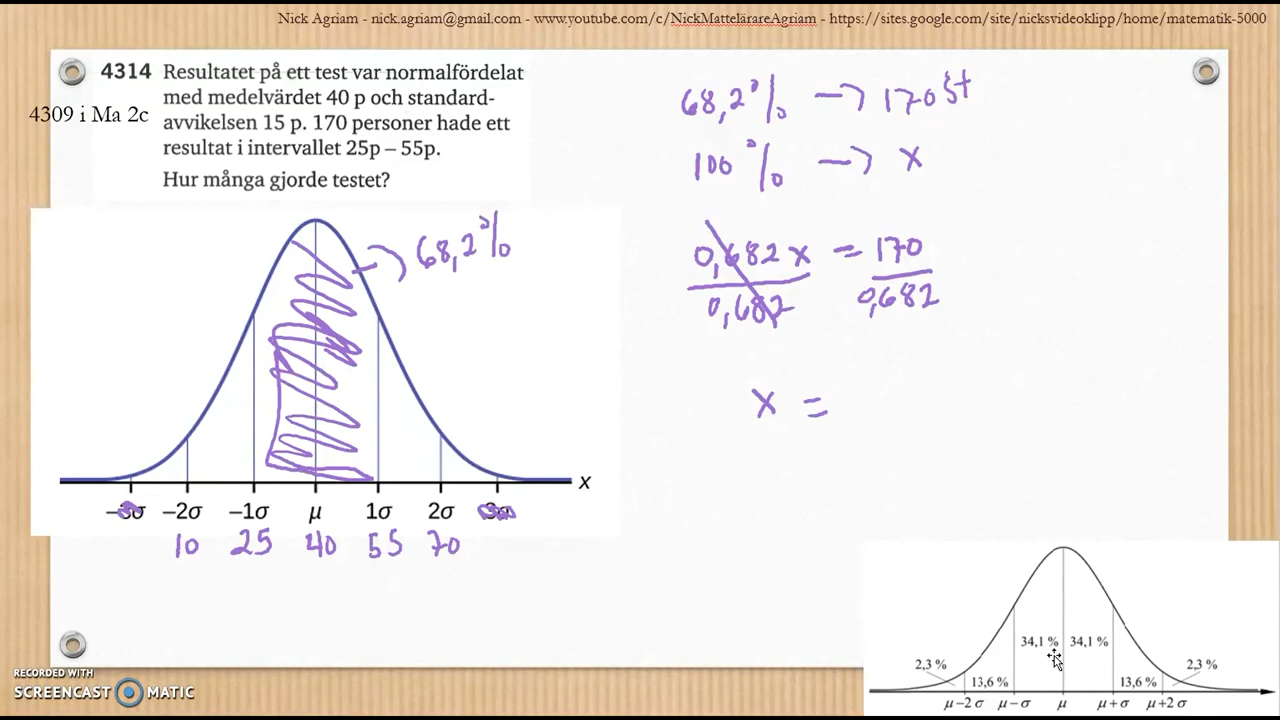 Nick Agriam - nick.agriam@gmail.com - www.youtube.com/c/NickMattelärareAgriam - https://sites.google.com/site/nicksvideoklipp/home/matematik-5000
4314 Resultatet på ett test var normalfördelat
med medelvärdet 40 p och standard-
avvikelsen 15 p. 170 personer hade ett
resultat i intervallet 25p – 55p.
Hur många gjorde testet?
4309 i Ma 2c
68,2% → 170 st
100% → x
0,682x = 170
0,682 0,682
x =
68,2%
x
–3σ –2σ –1σ μ 1σ 2σ 3σ
10 25 40 55 70
34,1 % 34,1 %
2,3 % 2,3 %
13,6 % 13,6 %
μ–2σ μ–σ μ μ+σ μ+2σ
RECORDED WITH
SCREENCAST MATIC